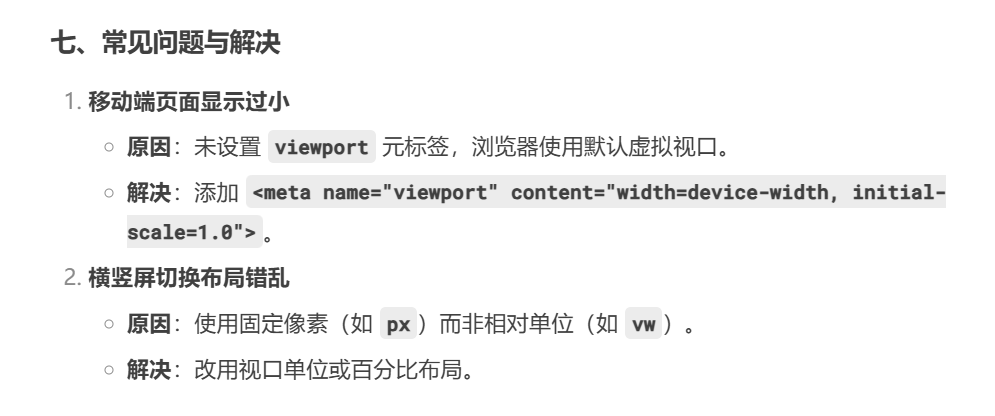 七、常见问题与解决
1. 移动端页面显示过小
○ 原因：未设置 viewport 元标签，浏览器使用默认虚拟视口。
○ 解决：添加 <meta name="viewport" content="width=device-width, initial-
scale=1.0">。
2. 横竖屏切换布局错乱
○ 原因：使用固定像素（如 px）而非相对单位（如 vw）。
○ 解决：改用视口单位或百分比布局。